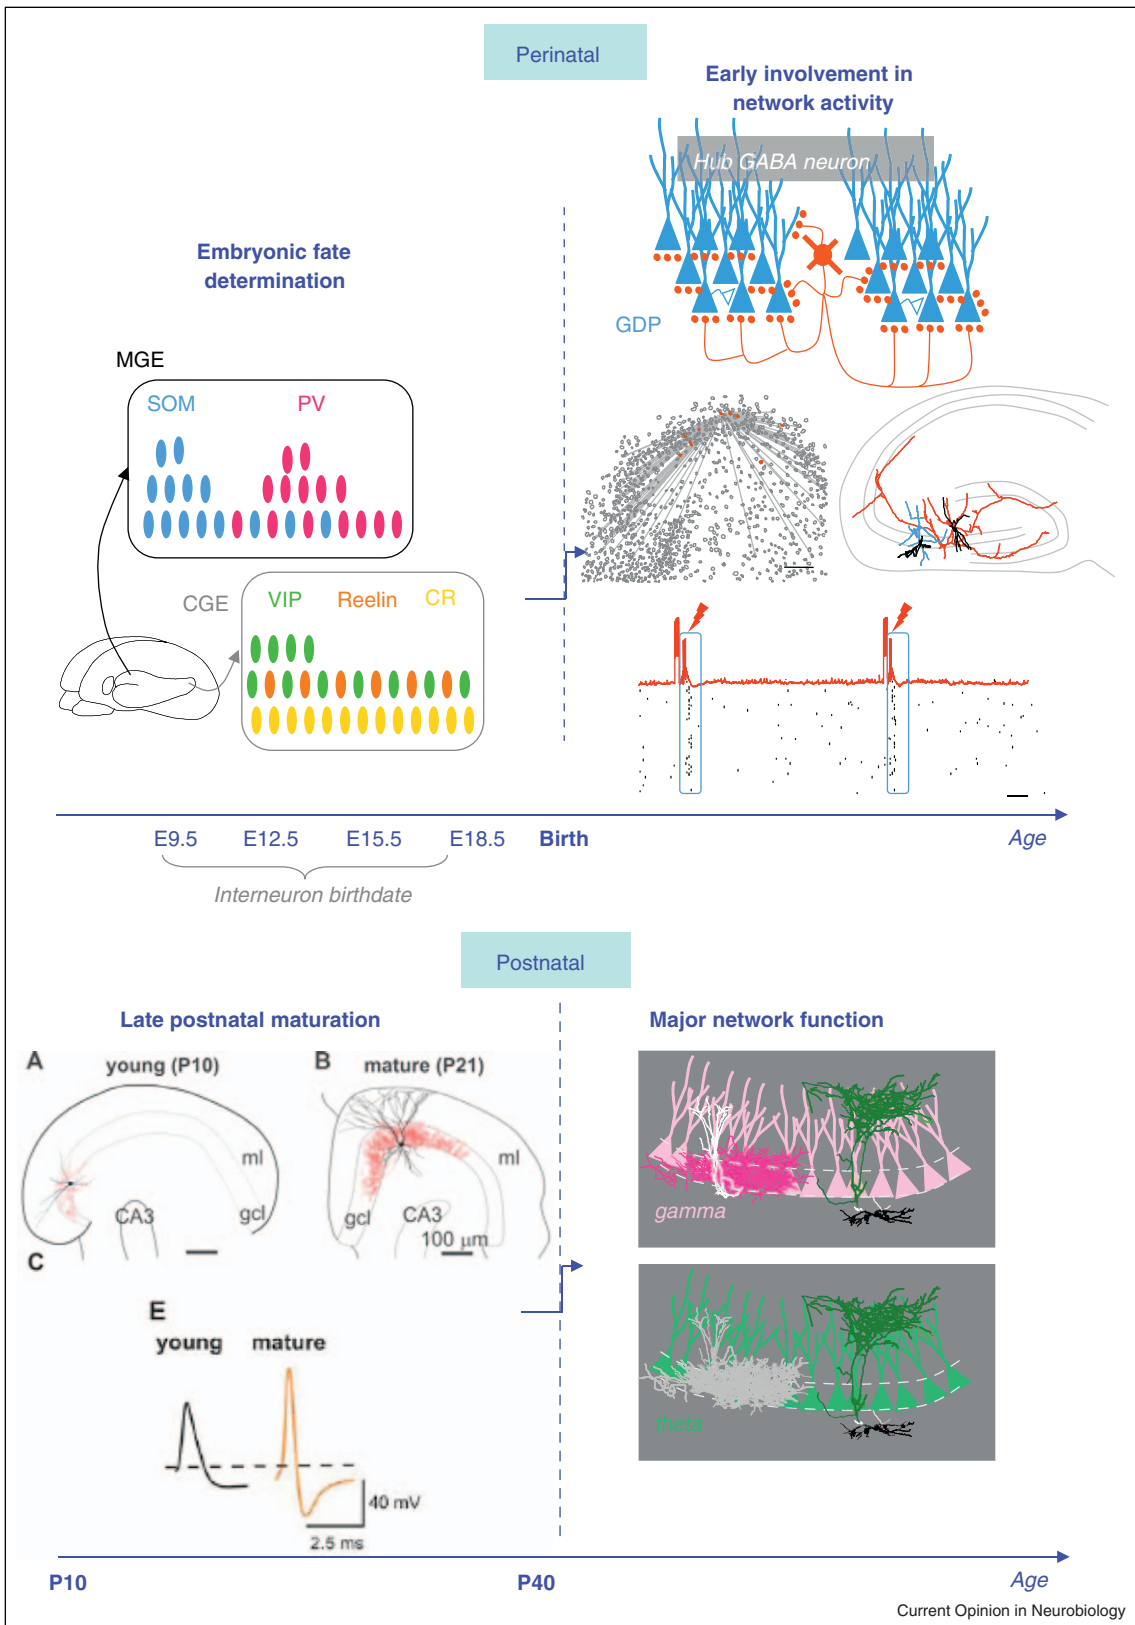 Perinatal
Early involvement in
network activity
Hub GABA neuron
Embryonic fate
determination
GDP
MGE
SOM PV
CGE
VIP Reelin CR
E9.5 E12.5 E15.5 E18.5 Birth Age
Interneuron birthdate
Postnatal
Late postnatal maturation
Major network function
A young (P10)
B mature (P21)
ml
ml
CA3
gcl
gcl
CA3
100 μm
C
gamma
E
young mature
theta
40 mV
2.5 ms
P10 P40 Age
Current Opinion in Neurobiology